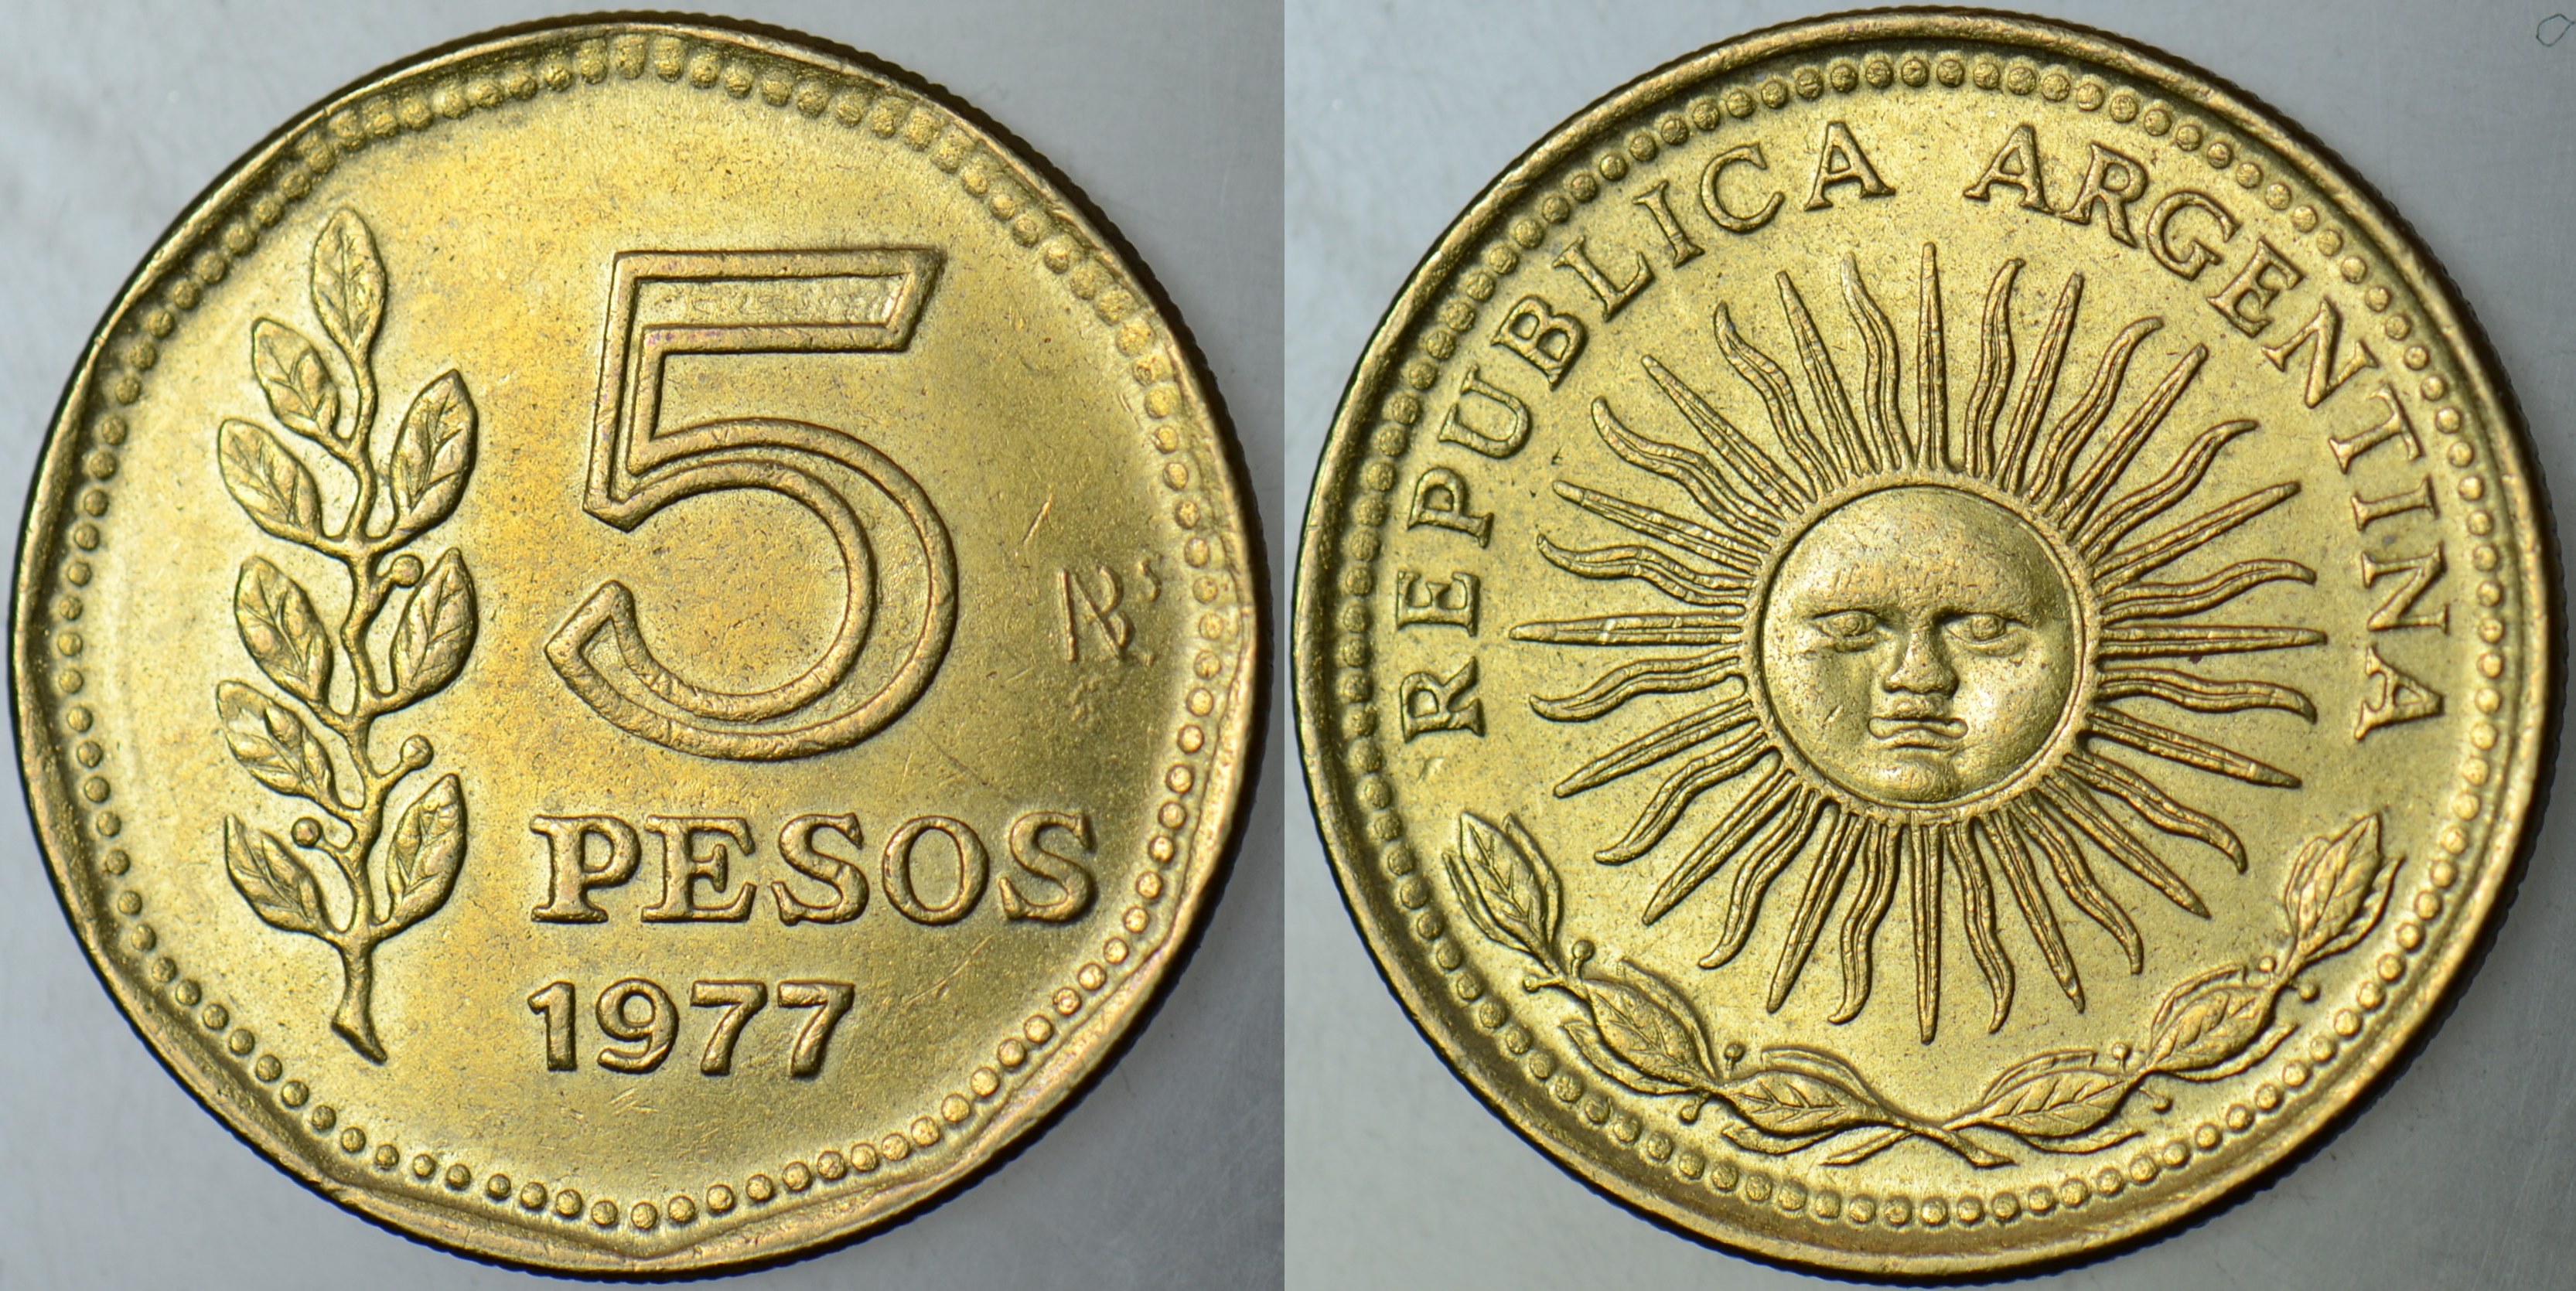 5
PESOS
1977
REPUBLICA ARGENTINA